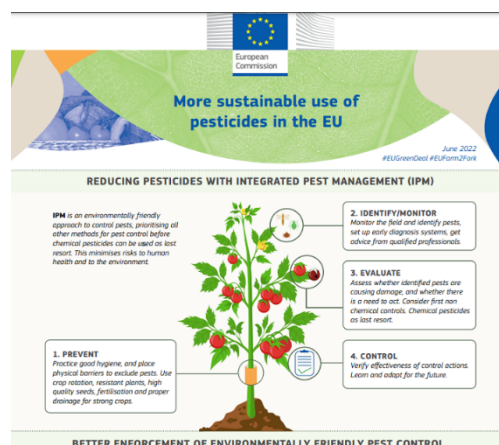 European
Commission
More sustainable use of
pesticides in the EU
June 2022
#EUGreenDeal #EUFarm2Fork
REDUCING PESTICIDES WITH INTEGRATED PEST MANAGEMENT (IPM)
IPM is an environmentally friendly
approach to control pests, prioritising all
other methods for pest control before
chemical pesticides can be used as last
resort. This minimises risks to human
health and to the environment.
2. IDENTIFY/MONITOR
Monitor the field and identify pests,
set up early diagnosis systems, get
advice from qualified professionals.
3. EVALUATE
Assess whether identified pests are
causing damage, and whether there
is a need to act. Consider first non
chemical controls. Chemical pesticides
as last resort.
1. PREVENT
Practice good hygiene, and place
physical barriers to exclude pests. Use
crop rotation, resistant plants, high
quality seeds, fertilisation and proper
drainage for strong crops.
4. CONTROL
Verify effectiveness of control actions.
Learn and adapt for the future.
BETTER ENFORCEMENT OF ENVIRONMENTALLY FRIENDLY PEST CONTROL